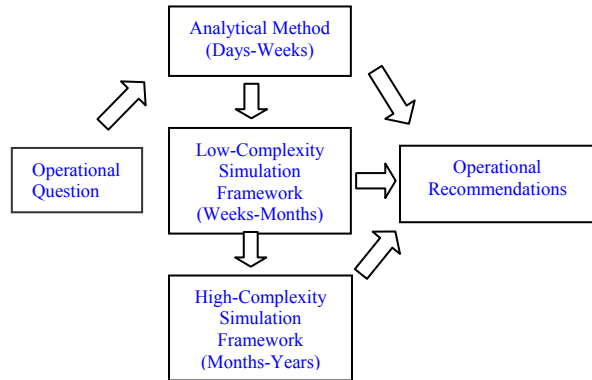 Analytical Method
(Days-Weeks)
Operational
Question
Low-Complexity
Simulation
Framework
(Weeks-Months)
Operational
Recommendations
High-Complexity
Simulation
Framework
(Months-Years)